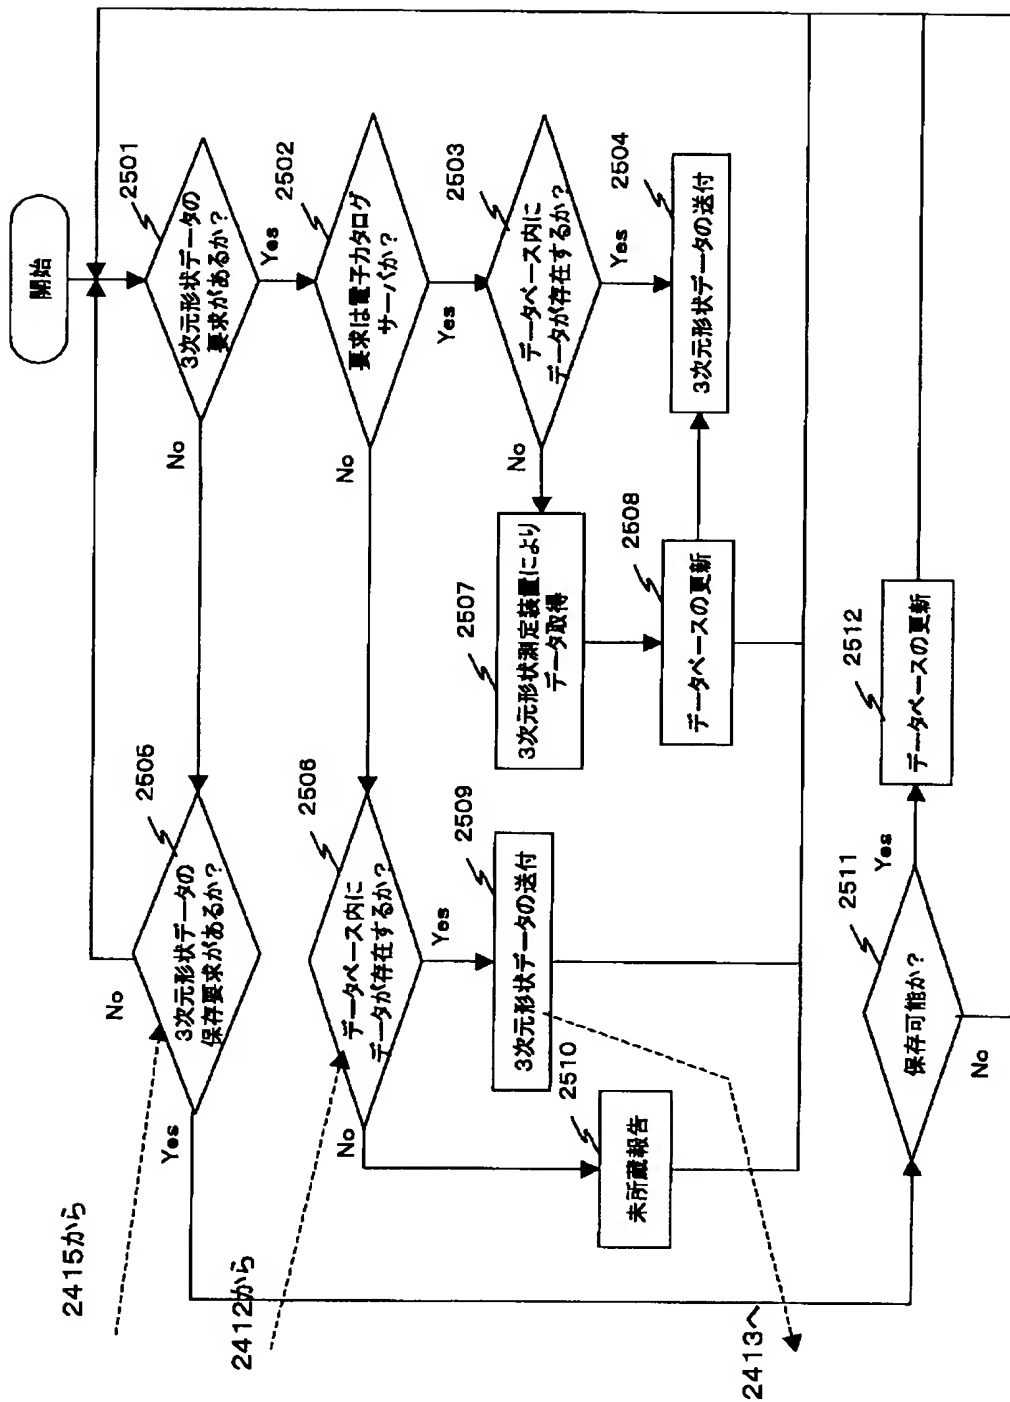 開始
2501
3次元形状データの
要求があるか？
Yes
No
2502
要求は電子カタログ
サーバか？
Yes
No
2503
データベース内に
データが存在するか？
Yes
No
2504
3次元形状データの送付
2505
3次元形状データの
保存要求があるか？
No
Yes
2506
データベース内に
データが存在するか？
Yes
No
2507
3次元形状測定装置により
データ取得
2508
データベースの更新
2509
3次元形状データの送付
2510
未所蔵報告
2511
保存可能か？
Yes
No
2512
データベースの更新
2415から
2412から
2413へ